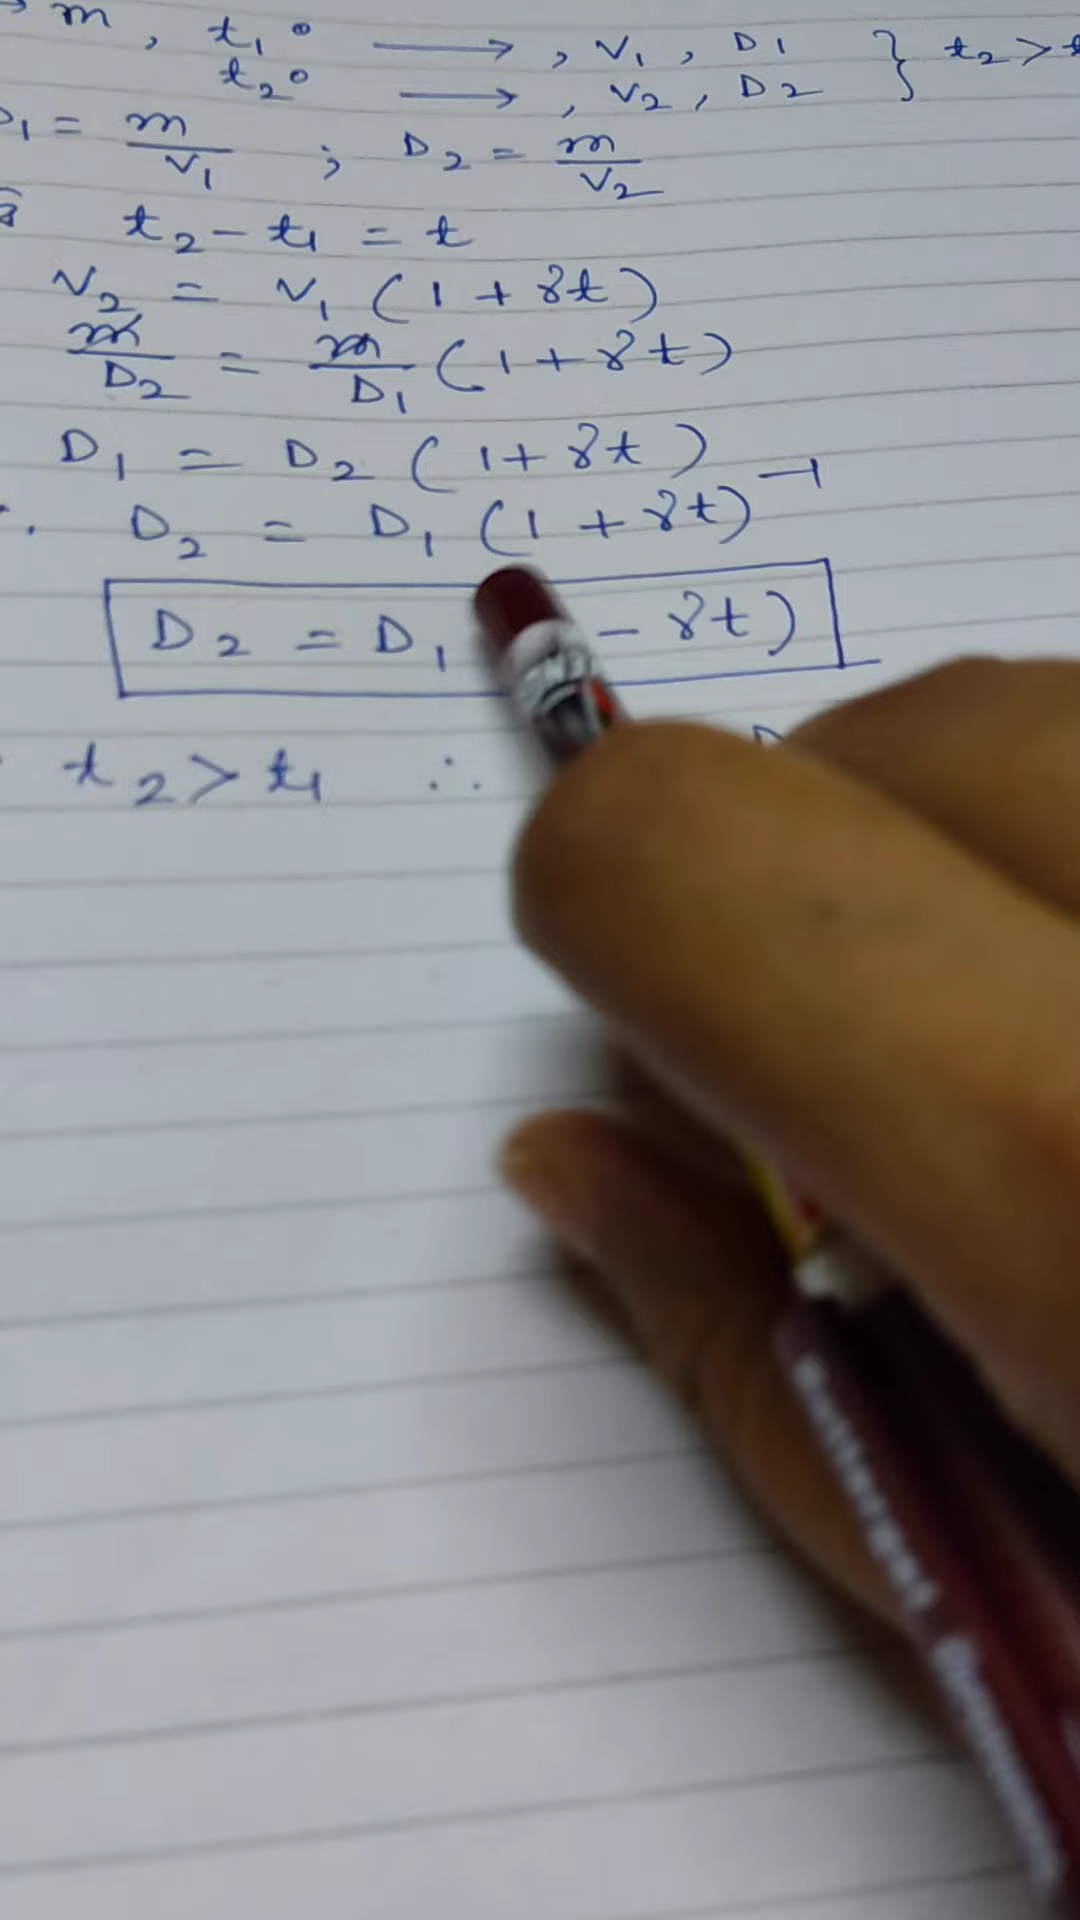 m , t₁° ⟶ , V₁ , D₁ } t₂ >
t₂° ⟶ , V₂ , D₂
D₁ = m/V₁ ; D₂ = m/V₂
t₂ - t₁ = t
V₂ = V₁ (1 + γt)
m/D₂ = m/D₁ (1 + γt)
D₁ = D₂ (1 + γt)
∴ D₂ = D₁ (1 + γt)⁻¹
D₂ = D₁ - γt)
t₂ > t₁ ∴